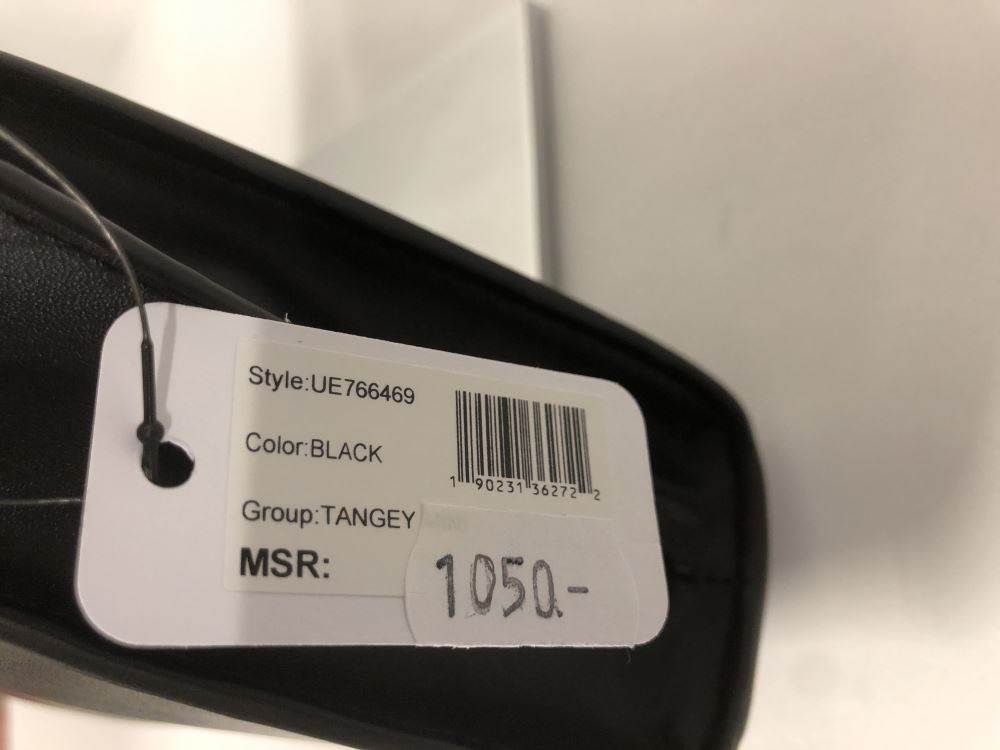 Style:UE766469
Color:BLACK
1 90231 36272 2
Group:TANGEY
MSR:
1050.-